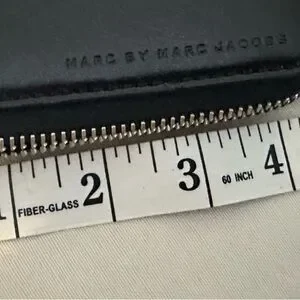 MARC BY MARC JACOBS
1 FIBER-GLASS 2 3 60 INCH 4